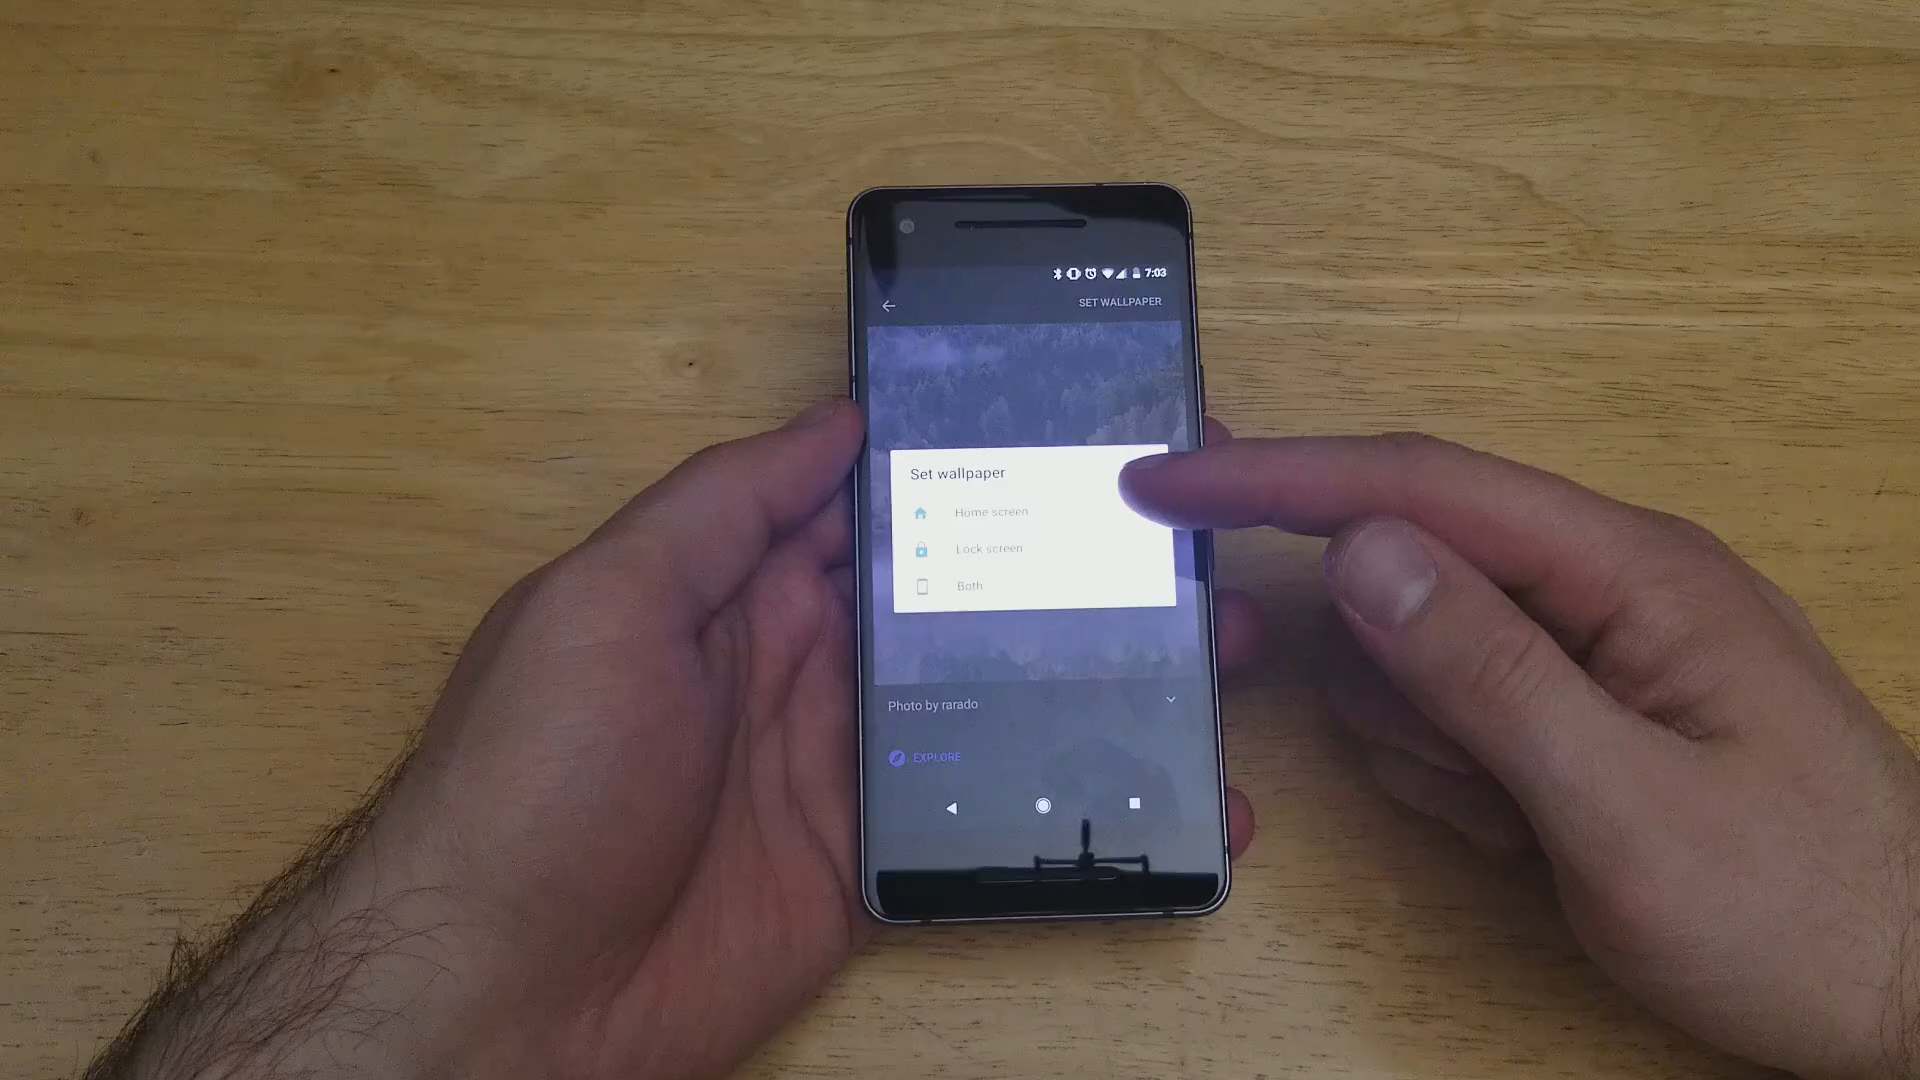 7:03
SET WALLPAPER
Set wallpaper
Home screen
Lock screen
Both
Photo by rarado
EXPLORE